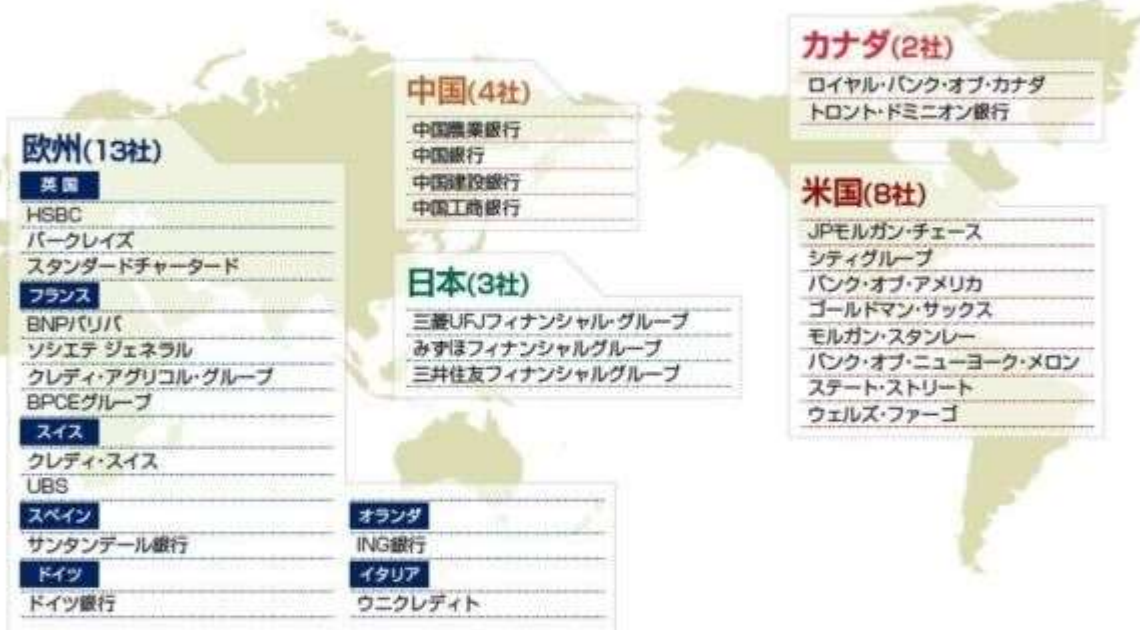 欧州(13社)
英国
HSBC
バークレイズ
スタンダードチャータード
フランス
BNPパリバ
ソシエテ ジェネラル
クレディ・アグリコル・グループ
BPCEグループ
スイス
クレディ・スイス
UBS
スペイン
サンタンデール銀行
ドイツ
ドイツ銀行
オランダ
ING銀行
イタリア
ウニクレディト
中国(4社)
中国農業銀行
中国銀行
中国建設銀行
中国工商銀行
日本(3社)
三菱UFJフィナンシャル・グループ
みずほフィナンシャルグループ
三井住友フィナンシャルグループ
カナダ(2社)
ロイヤル・バンク・オブ・カナダ
トロント・ドミニオン銀行
米国(8社)
JPモルガン・チェース
シティグループ
バンク・オブ・アメリカ
ゴールドマン・サックス
モルガン・スタンレー
バンク・オブ・ニューヨーク・メロン
ステート・ストリート
ウェルズ・ファーゴ